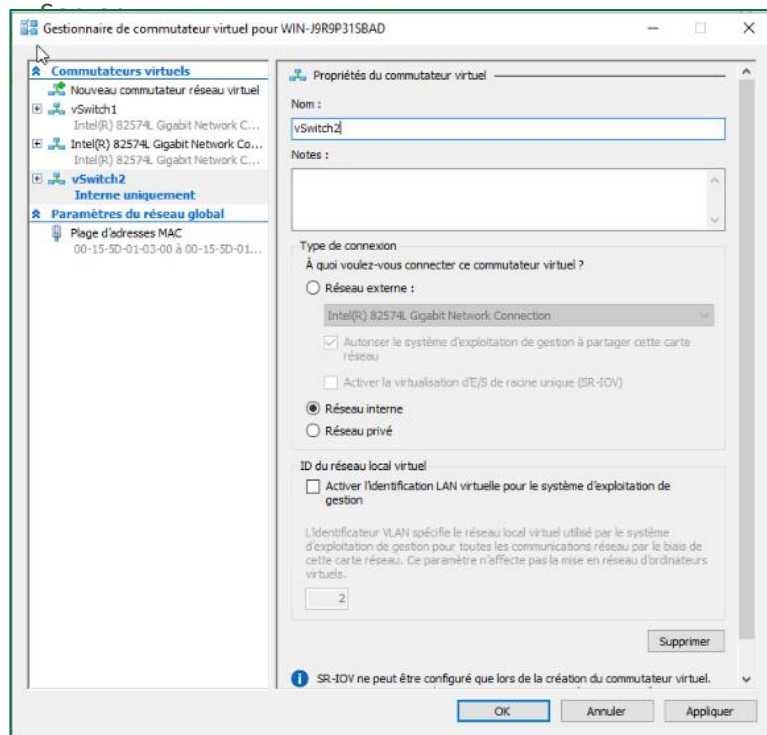 Gestionnaire de commutateur virtuel pour WIN-J9R9P31SBAD
Commutateurs virtuels
Nouveau commutateur réseau virtuel
vSwitch1
Intel(R) 82574L Gigabit Network C...
Intel(R) 82574L Gigabit Network Co...
Intel(R) 82574L Gigabit Network C...
vSwitch2
Interne uniquement
Paramètres du réseau global
Plage d'adresses MAC
00-15-5D-01-03-00 à 00-15-5D-01...
Propriétés du commutateur virtuel
Nom :
vSwitch2
Notes :
Type de connexion
À quoi voulez-vous connecter ce commutateur virtuel ?
Réseau externe :
Intel(R) 82574L Gigabit Network Connection
Autoriser le système d'exploitation de gestion à partager cette carte
réseau
Activer la virtualisation d'E/S de racine unique (SR-IOV)
Réseau interne
Réseau privé
ID du réseau local virtuel
Activer l'identification LAN virtuelle pour le système d'exploitation de
gestion
L'identificateur VLAN spécifie le réseau local virtuel utilisé par le système
d'exploitation de gestion pour toutes les communications réseau par le biais de
cette carte réseau. Ce paramètre n'affecte pas la mise en réseau d'ordinateurs
virtuels.
2
Supprimer
SR-IOV ne peut être configuré que lors de la création du commutateur virtuel.
OK
Annuler
Appliquer